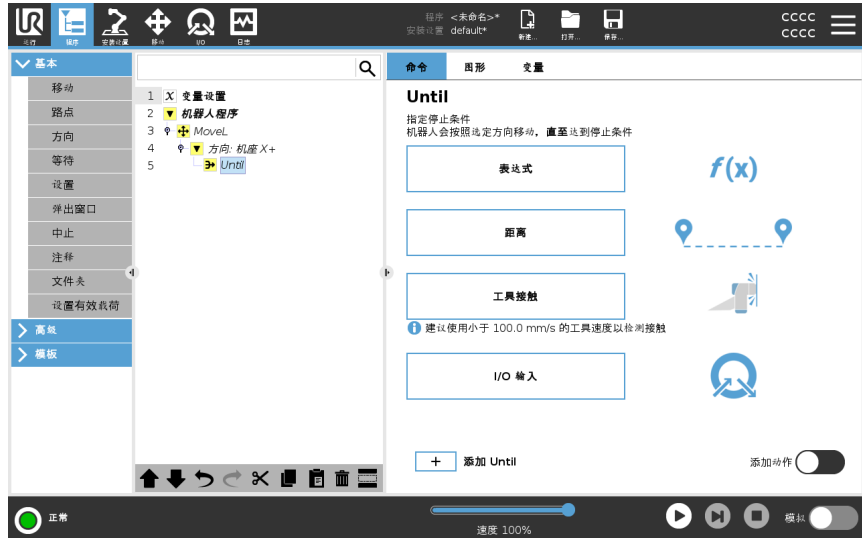 UR
运行
程序
安装设置
移动
I/O
日志
程序 <未命名>*
安装设置 default*
新建...
打开...
保存...
CCCC
CCCC
基本
移动
路点
方向
等待
设置
弹出窗口
中止
注释
文件夹
设置有效载荷
高级
模板
1 X 变量设置
2 机器人程序
3 MoveL
4 方向: 机座 X+
5 Until
命令 图形 变量
Until
指定停止条件
机器人会按照选定方向移动，直至达到停止条件
表达式
f(x)
距离
工具接触
建议使用小于 100.0 mm/s 的工具速度以检测接触
I/O 输入
+ 添加 Until
添加动作
正常
速度 100%
模拟